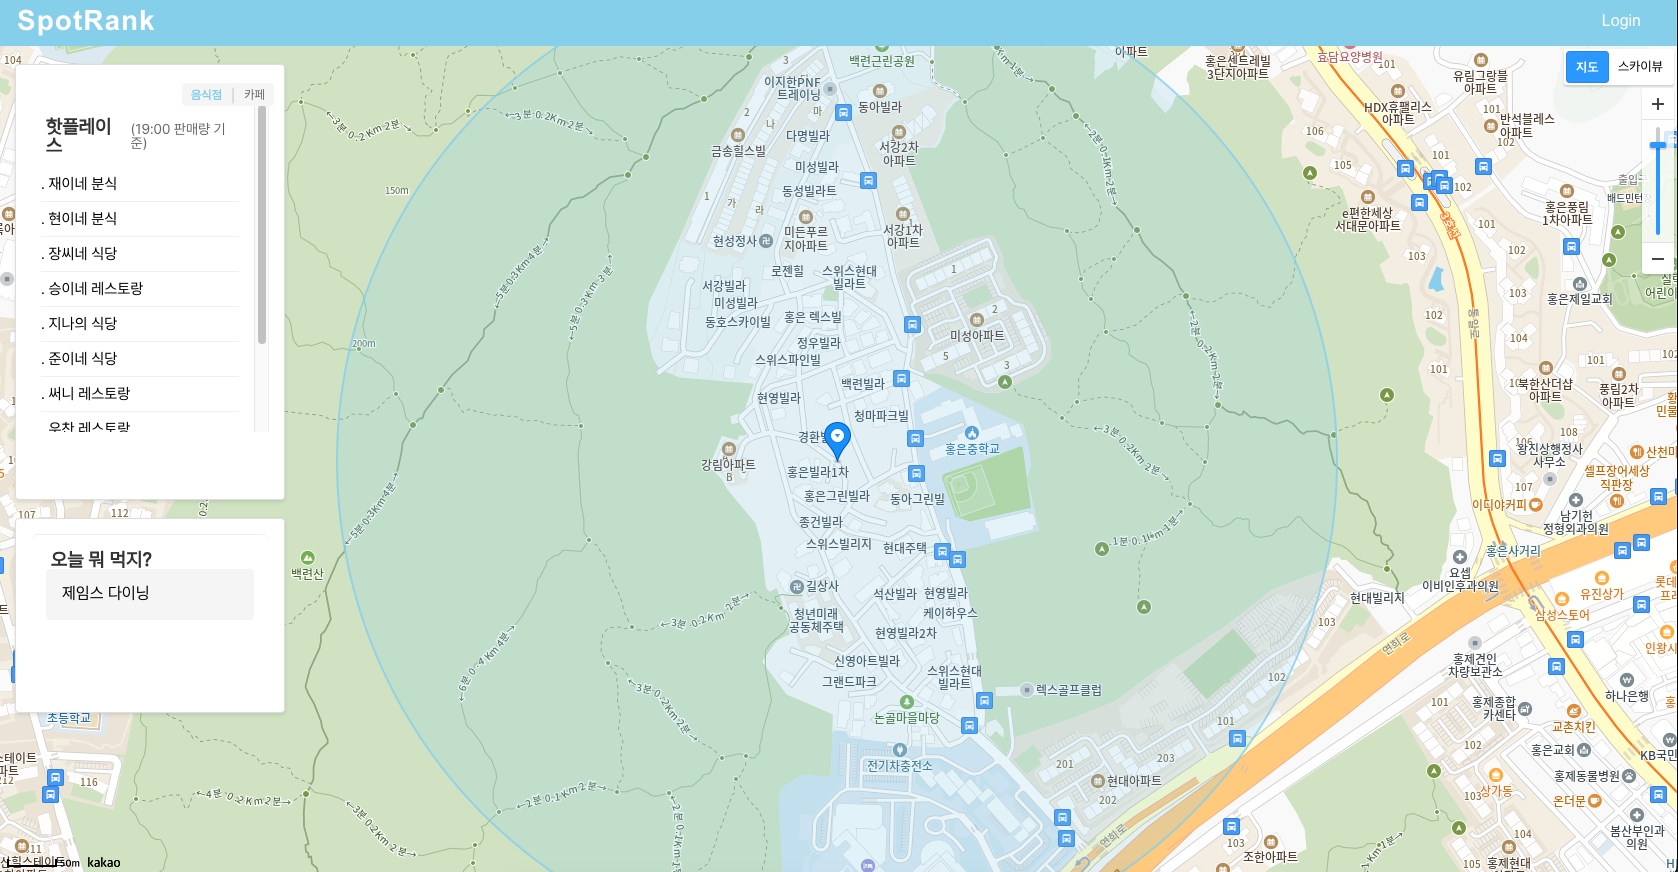 SpotRank
Login
음식점 | 카페
핫플레이스
(19:00 판매량 기준)
. 재이네 분식
. 현이네 분식
. 장씨네 식당
. 승이네 레스토랑
. 지나의 식당
. 준이네 식당
. 써니 레스토랑
오늘 뭐 먹지?
제임스 다이닝
지도
스카이뷰
백련근린공원
이지한PNF
트레이닝
동아빌라
다명빌라
금송힐스빌
서강2차
아파트
미성빌라
동성빌라트
현성정사
미든푸르
지아파트
서강1차
아파트
로젠힐
스위스현대
빌라트
서강빌라
미성빌라
동호스카이빌
홍은 렉스빌
정우빌라
스위스파인빌
미성아파트
백련빌라
현영빌라
청마파크빌
강림아파트
B
홍은빌라1차
홍은중학교
홍은그린빌라
동아그린빌
종건빌라
스위스빌리지
현대주택
길상사
석산빌라
현영빌라
케이하우스
청년미래
공동체주택
현영빌라2차
신영아트빌라
그랜드파크
스위스현대
빌라트
렉스골프클럽
논골마을마당
전기차충전소
현대아파트
조한아파트
연희로
연희로
통일로
백련산
초등학교
150m
200m
홍은센트레빌
3단지아파트
효담요양병원
유림그랑블
아파트
HDX휴팰리스
아파트
반석블레스
아파트
e편한세상
서대문아파트
홍은풍림
1차아파트
홍은제일교회
북한산더샵
아파트
풍림2차
아파트
왕진상행정사
사무소
셀프장어세상
직판장
이디야커피
남기헌
정형외과의원
홍은사거리
요셉
이비인후과의원
현대빌리지
유진상가
삼성스토어
홍제견인
차량보관소
하나은행
홍제종합
카센타
교촌치킨
홍은교회
홍제동물병원
상가동
온더문
봄산부인과
의원
홍제현대
아파트
50m
kakao